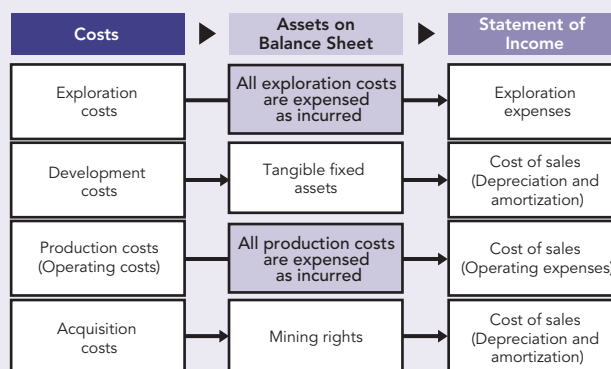 Costs
Assets on
Balance Sheet
Statement of
Income
Exploration
costs
All exploration costs
are expensed
as incurred
Exploration
expenses
Development
costs
Tangible fixed
assets
Cost of sales
(Depreciation and
amortization)
Production costs
(Operating costs)
All production costs
are expensed
as incurred
Cost of sales
(Operating expenses)
Acquisition
costs
Mining rights
Cost of sales
(Depreciation and
amortization)